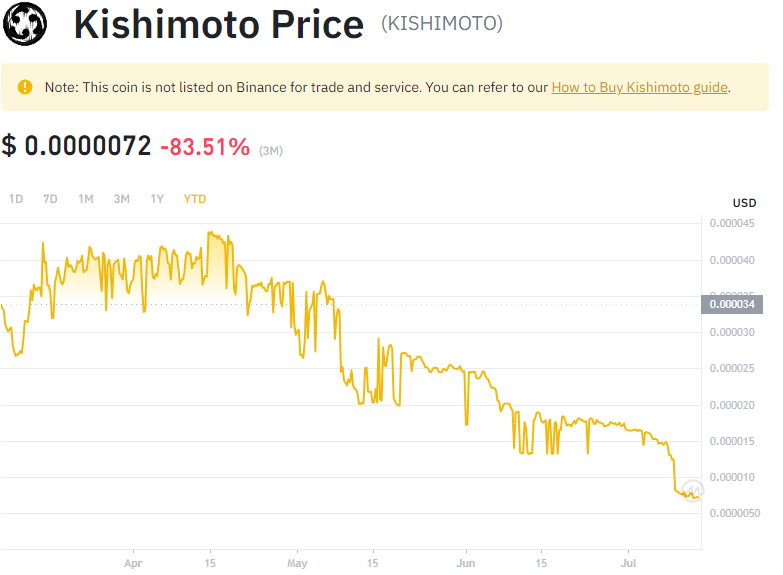 Kishimoto Price (KISHIMOTO)
Note: This coin is not listed on Binance for trade and service. You can refer to our How to Buy Kishimoto guide.
$ 0.0000072 -83.51% (3M)
1D 7D 1M 3M 1Y YTD
USD
0.000045
0.000040
0.000035
0.000034
0.000030
0.000025
0.000020
0.000015
0.000010
0.0000050
Apr 15 May 15 Jun 15 Jul